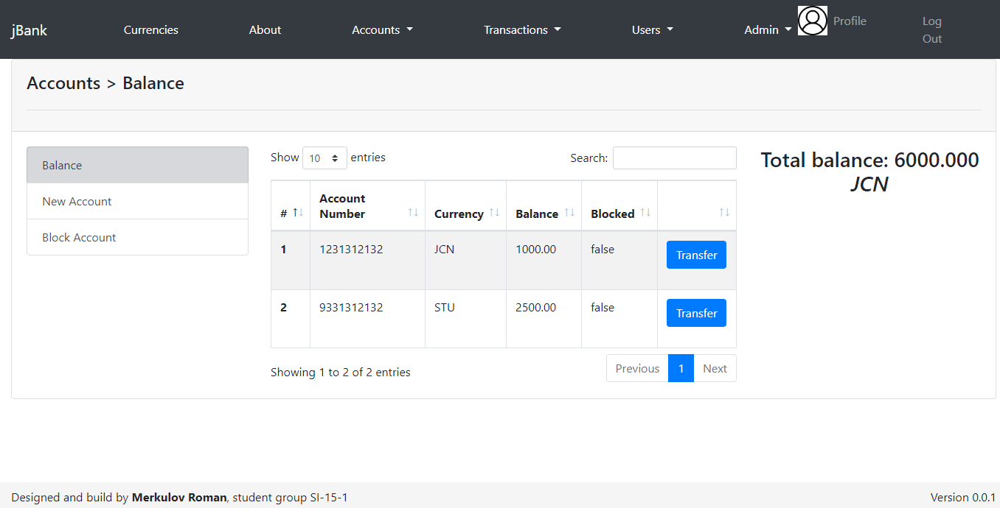 jBank Currencies About Accounts Transactions Users Admin Profile Log
Out
Accounts > Balance
Balance
New Account
Block Account
Show 10 entries Search:
# Account Number Currency Balance Blocked
1 1231312132 JCN 1000.00 false Transfer
2 9331312132 STU 2500.00 false Transfer
Showing 1 to 2 of 2 entries Previous 1 Next
Total balance: 6000.000
JCN
Designed and build by Merkulov Roman, student group SI-15-1 Version 0.0.1